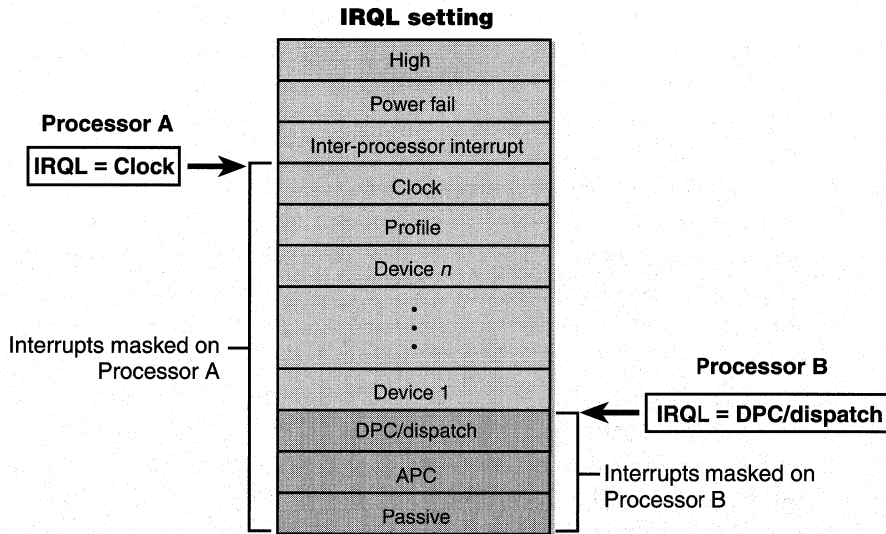 IRQL setting
High
Power fail
Processor A
Inter-processor interrupt
IRQL = Clock
Clock
Profile
Device n
Interrupts masked on
Processor A
Processor B
Device 1
IRQL = DPC/dispatch
DPC/dispatch
APC
Interrupts masked on
Processor B
Passive